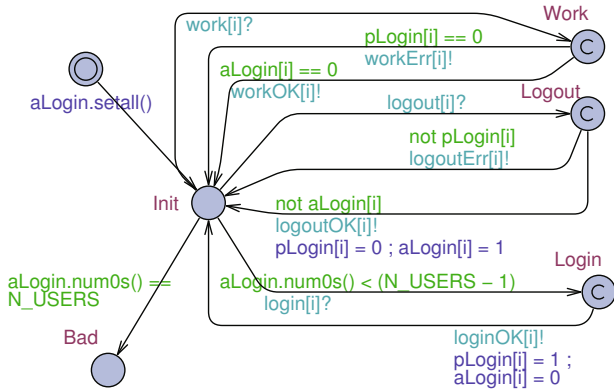 work[i]?
Work
pLogin[i] == 0
workErr[i]!
C
aLogin[i] == 0
workOK[i]!
aLogin.setall()
logout[i]?
Logout
C
not pLogin[i]
logoutErr[i]!
Init
not aLogin[i]
logoutOK[i]!
pLogin[i] = 0 ; aLogin[i] = 1
Login
aLogin.num0s() ==
N_USERS
aLogin.num0s() < (N_USERS − 1)
login[i]?
C
Bad
loginOK[i]!
pLogin[i] = 1 ;
aLogin[i] = 0